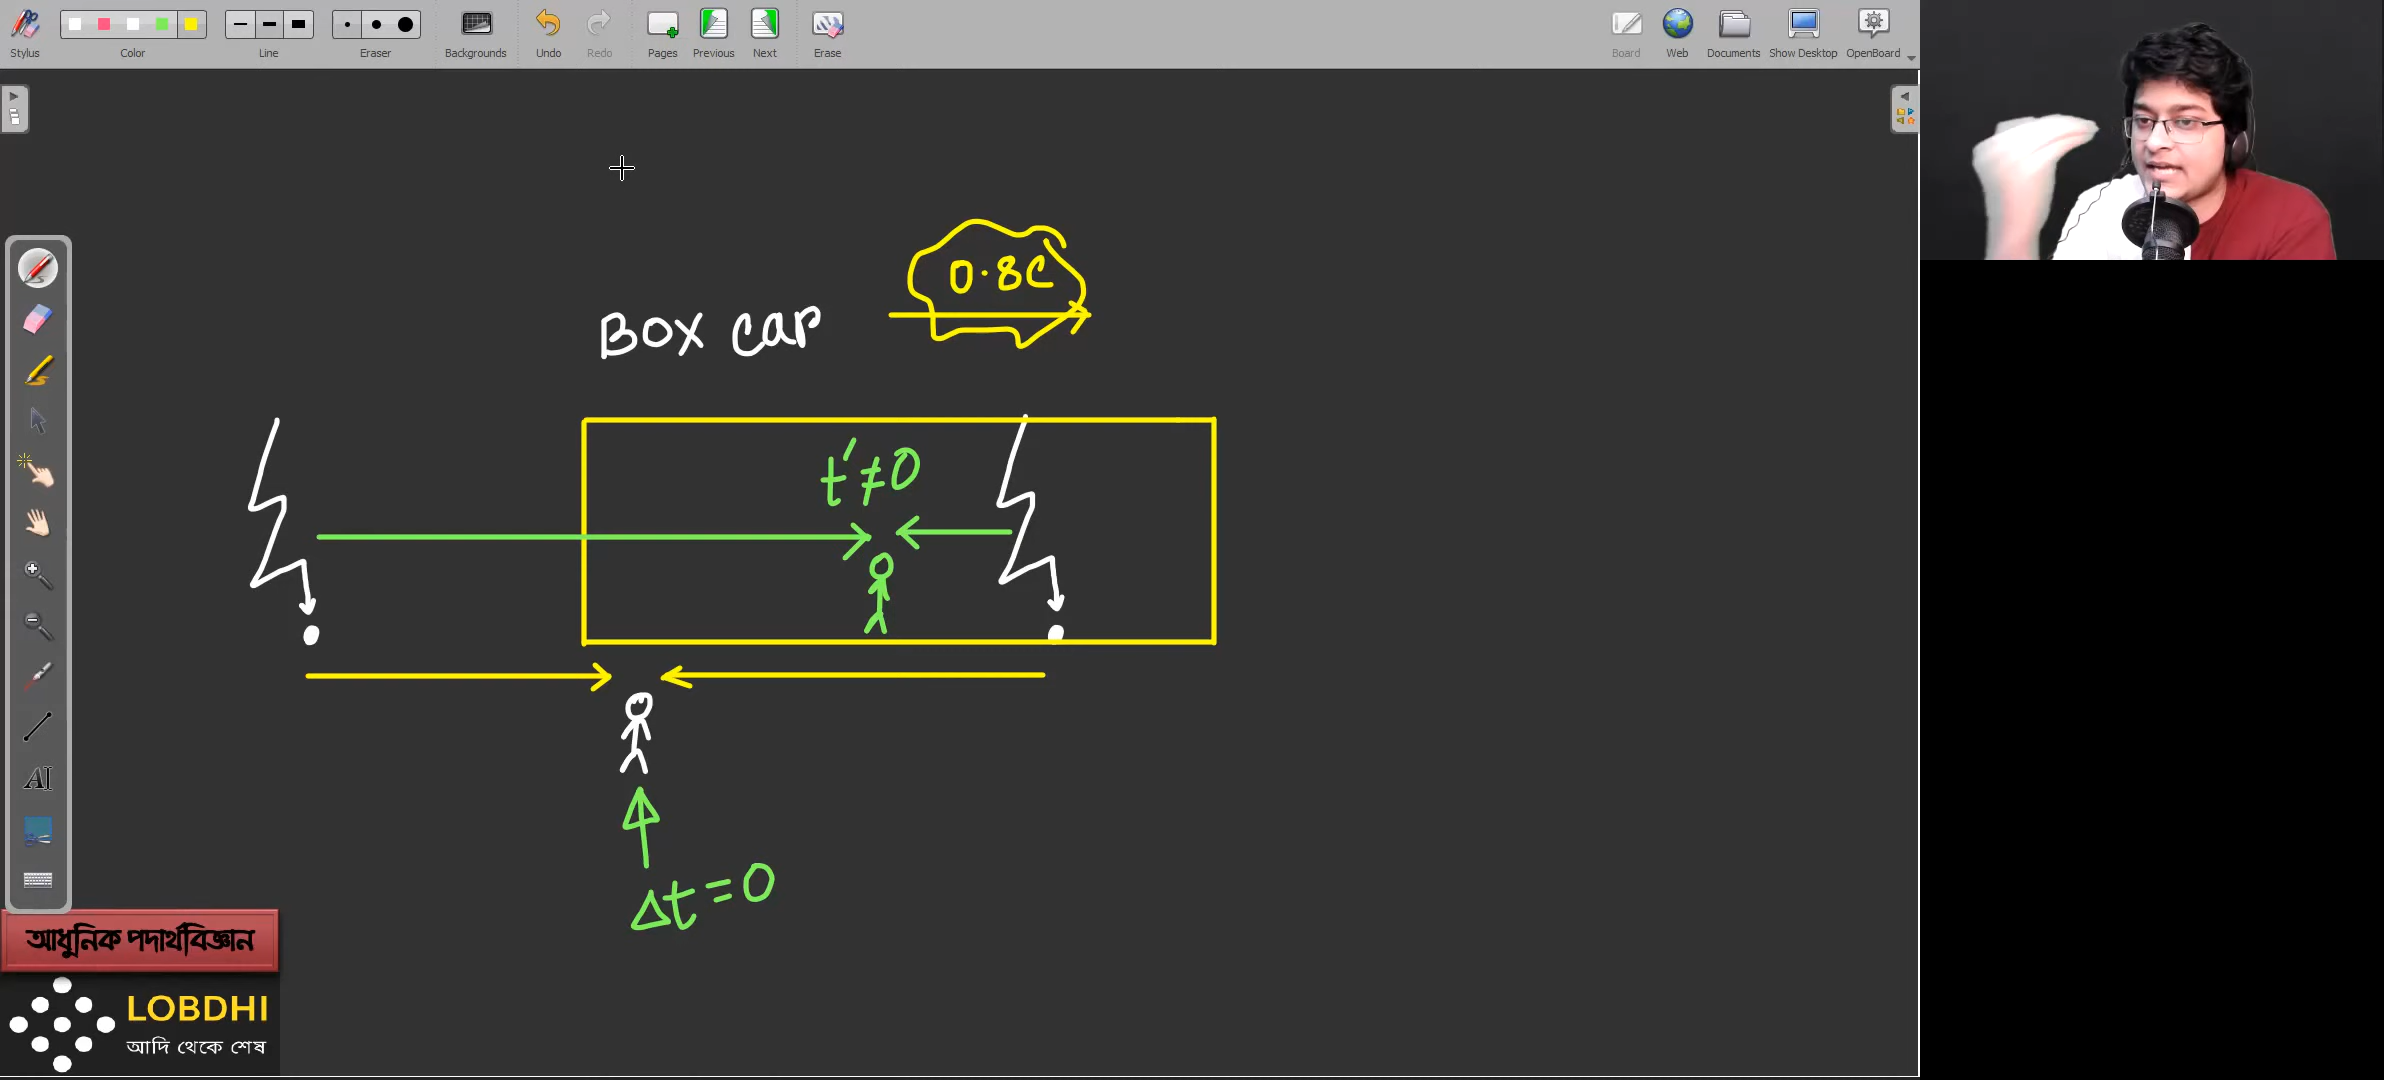 Stylus
Color
Line
Eraser
Backgrounds
Undo
Redo
Pages
Previous
Next
Erase
Board
Web
Documents
Show Desktop
OpenBoard
0.8C
Box car
t'≠0
Δt=0
AI
আধুনিক পদার্থবিজ্ঞান
LOBDHI
আদি থেকে শেষ